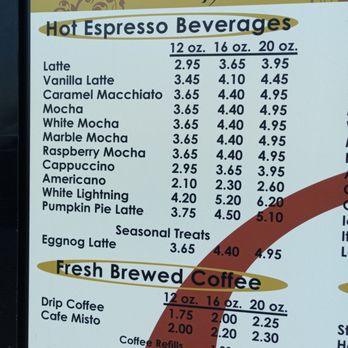 Hot Espresso Beverages
12 oz. 16 oz. 20 oz.
Latte 2.95 3.65 3.95
Vanilla Latte 3.45 4.10 4.45
Caramel Macchiato 3.65 4.40 4.95
Mocha 3.65 4.40 4.95
White Mocha 3.65 4.40 4.95
Marble Mocha 3.65 4.40 4.95
Raspberry Mocha 3.65 4.40 4.95
Cappuccino 2.95 3.65 3.95
Americano 2.10 2.30 2.60
White Lightning 4.20 5.20 6.20
Pumpkin Pie Latte 3.75 4.50 5.10
Seasonal Treats
Eggnog Latte 3.65 4.40 4.95
Fresh Brewed Coffee
12 oz. 16 oz. 20 oz.
Drip Coffee 1.75 2.00 2.25
Cafe Misto 2.00 2.20 2.30
Coffee Refills